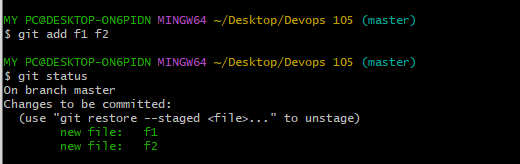 MY PC@DESKTOP-ON6PIDN MINGW64 ~/Desktop/Devops 105 (master)
$ git add f1 f2
MY PC@DESKTOP-ON6PIDN MINGW64 ~/Desktop/Devops 105 (master)
$ git status
On branch master
Changes to be committed:
  (use "git restore --staged <file>..." to unstage)
        new file:   f1
        new file:   f2